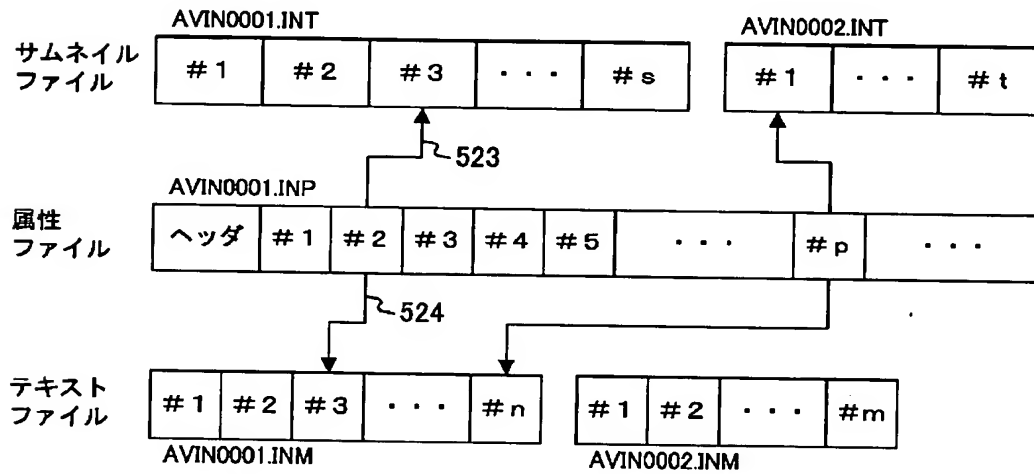 AVIN0001.INT
AVIN0002.INT
サムネイル
ファイル
#1 #2 #3 ・・・ #s
#1 ・・・ #t
523
AVIN0001.INP
属性
ファイル
ヘッダ #1 #2 #3 #4 #5 ・・・ #p ・・・
524
テキスト
ファイル
#1 #2 #3 ・・・ #n
#1 #2 ・・・ #m
AVIN0001.INM
AVIN0002.INM